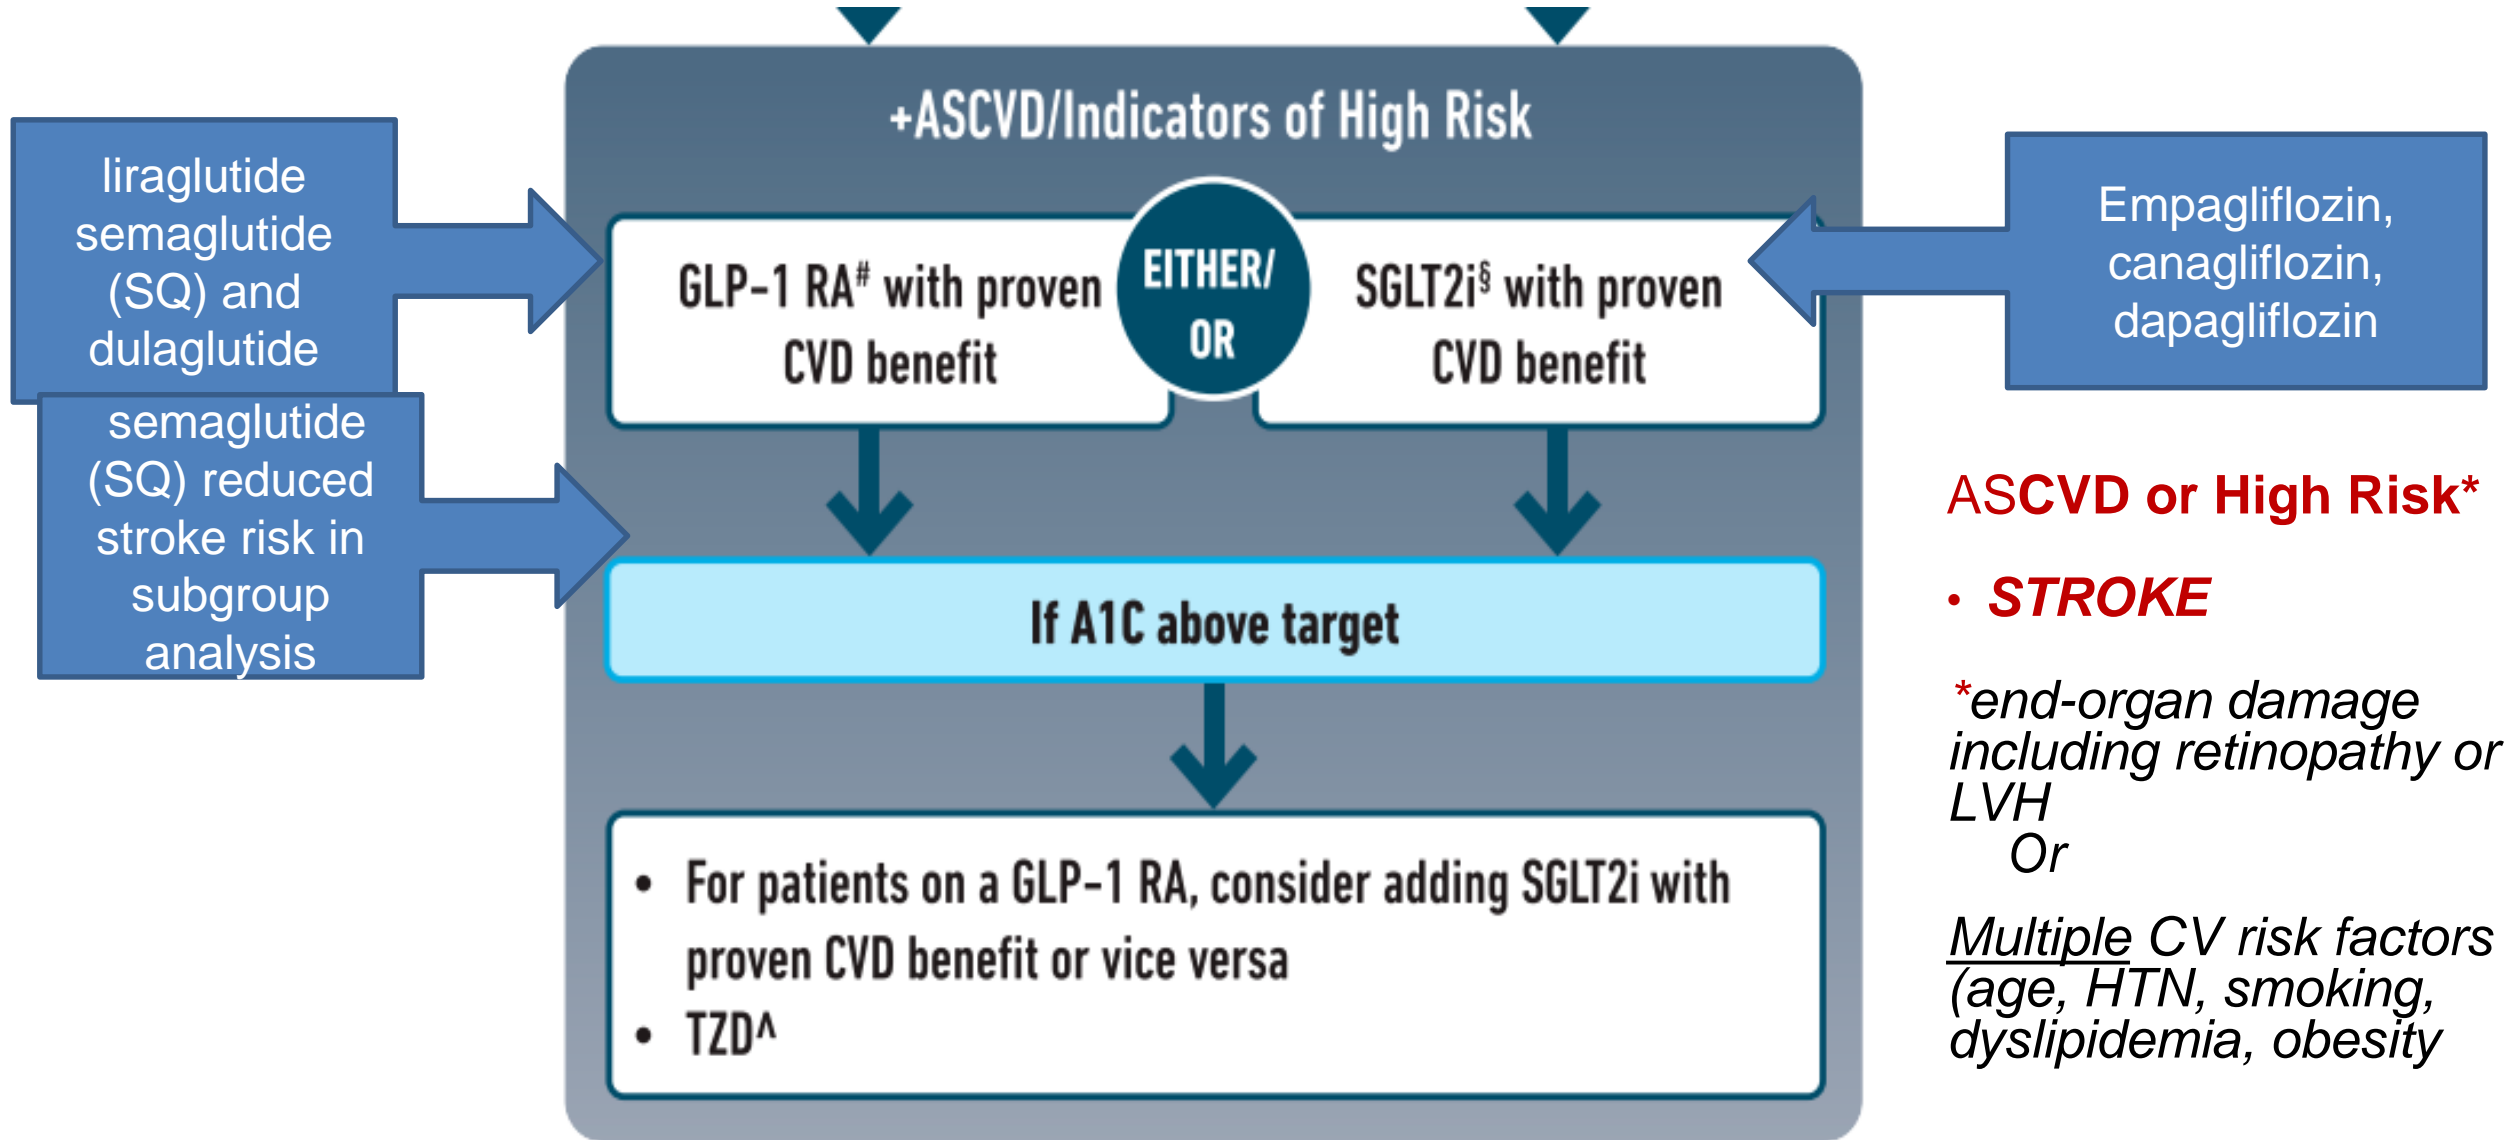 +ASCVD/Indicators of High Risk
liraglutide
semaglutide
(SQ) and
dulaglutide
semaglutide
(SQ) reduced
stroke risk in
subgroup
analysis
GLP-1 RA# with proven
CVD benefit
EITHER/
OR
SGLT2i§ with proven
CVD benefit
Empagliflozin,
canagliflozin,
dapagliflozin
If A1C above target
• For patients on a GLP-1 RA, consider adding SGLT2i with
proven CVD benefit or vice versa
• TZD^
ASCVD or High Risk*
• STROKE
*end-organ damage
including retinopathy or
LVH
Or
Multiple CV risk factors
(age, HTN, smoking,
dyslipidemia, obesity